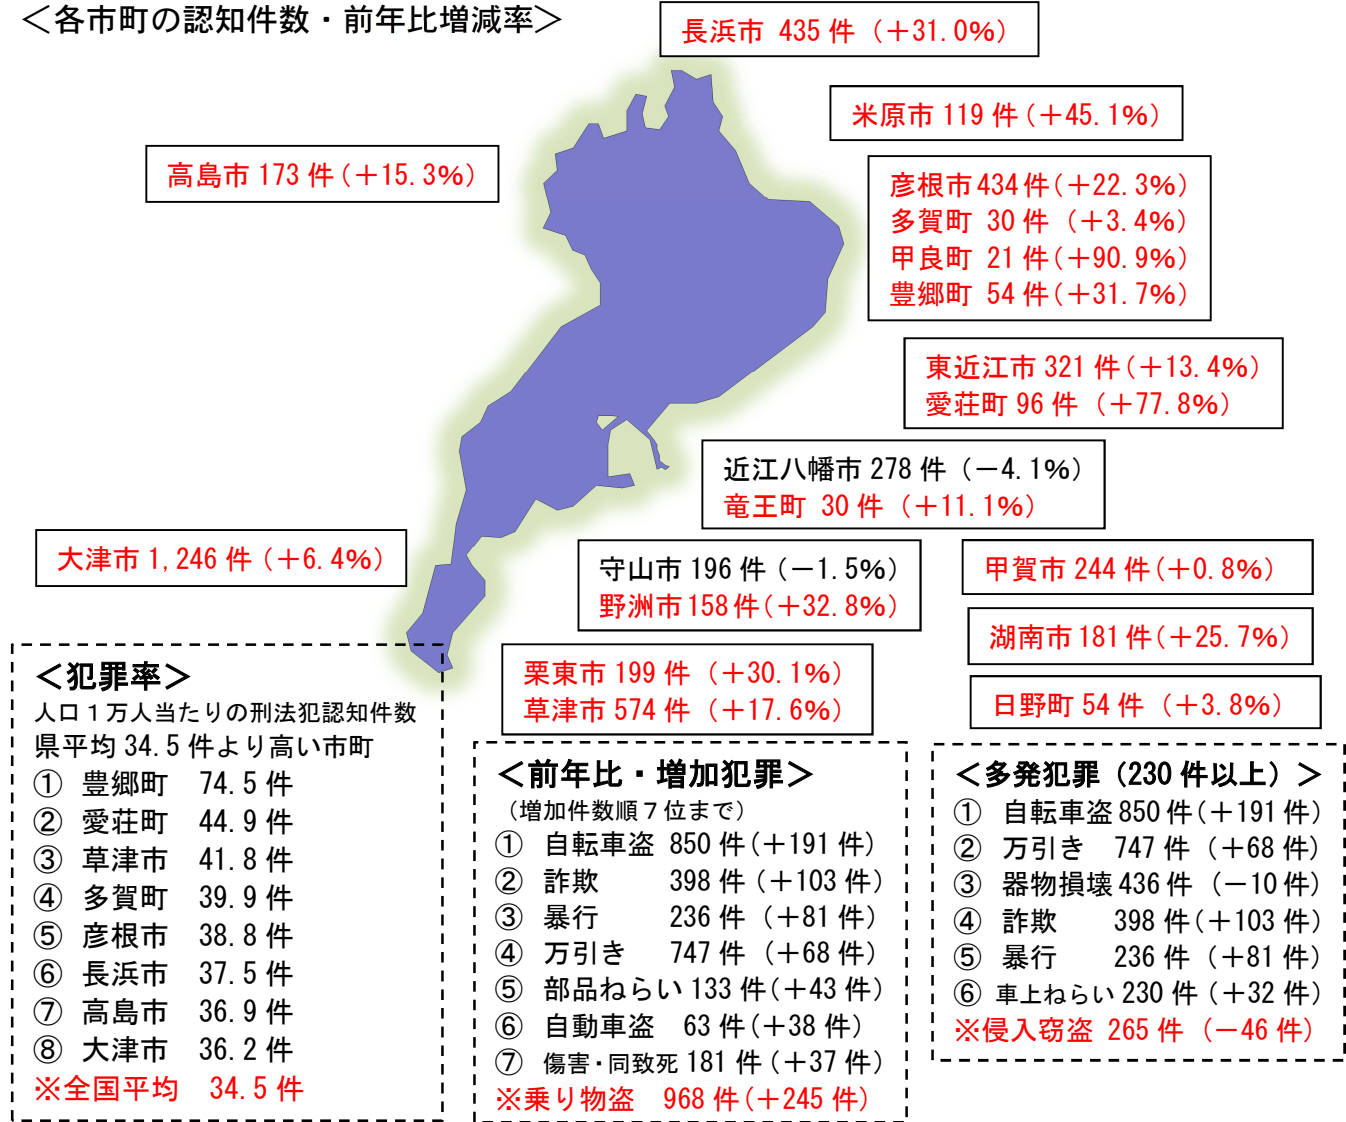 ＜各市町の認知件数・前年比増減率＞
長浜市 435 件（＋31.0%）
米原市 119 件（＋45.1%）
高島市 173 件（＋15.3%）
彦根市 434 件（＋22.3%）
多賀町 30 件（＋3.4%）
甲良町 21 件（＋90.9%）
豊郷町 54 件（＋31.7%）
東近江市 321 件（＋13.4%）
愛荘町 96 件（＋77.8%）
近江八幡市 278 件（－4.1%）
竜王町 30 件（＋11.1%）
大津市 1,246 件（＋6.4%）
守山市 196 件（－1.5%）
野洲市 158 件（＋32.8%）
甲賀市 244 件（＋0.8%）
湖南市 181 件（＋25.7%）
栗東市 199 件（＋30.1%）
草津市 574 件（＋17.6%）
日野町 54 件（＋3.8%）
＜犯罪率＞
人口１万人当たりの刑法犯認知件数
県平均 34.5 件より高い市町
① 豊郷町 74.5 件
② 愛荘町 44.9 件
③ 草津市 41.8 件
④ 多賀町 39.9 件
⑤ 彦根市 38.8 件
⑥ 長浜市 37.5 件
⑦ 高島市 36.9 件
⑧ 大津市 36.2 件
※全国平均 34.5 件
＜前年比・増加犯罪＞
（増加件数順７位まで）
① 自転車盗 850 件（＋191 件）
② 詐欺 398 件（＋103 件）
③ 暴行 236 件（＋81 件）
④ 万引き 747 件（＋68 件）
⑤ 部品ねらい 133 件（＋43 件）
⑥ 自動車盗 63 件（＋38 件）
⑦ 傷害・同致死 181 件（＋37 件）
※乗り物盗 968 件（＋245 件）
＜多発犯罪（230 件以上）＞
① 自転車盗 850 件（＋191 件）
② 万引き 747 件（＋68 件）
③ 器物損壊 436 件（－10 件）
④ 詐欺 398 件（＋103 件）
⑤ 暴行 236 件（＋81 件）
⑥ 車上ねらい 230 件（＋32 件）
※侵入窃盗 265 件（－46 件）